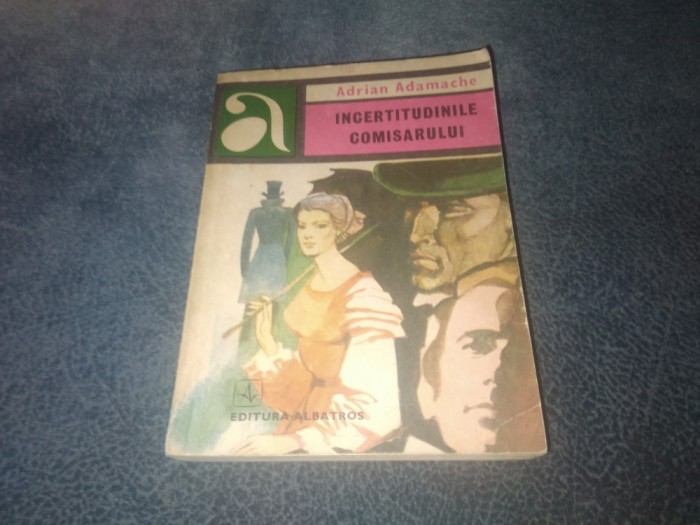 a
Adrian Adamache
INCERTITUDINILE
COMISARULUI
EDITURA ALBATROS